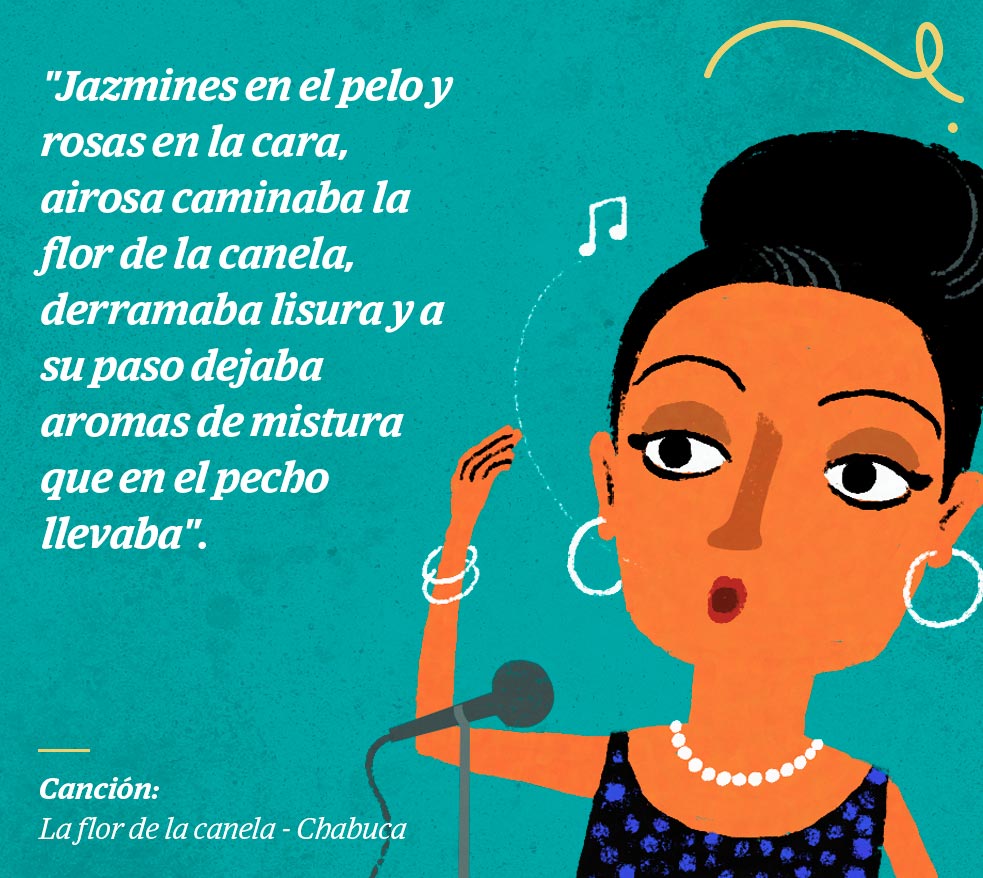 "Jazmines en el pelo y
rosas en la cara,
airosa caminaba la
flor de la canela,
derramaba lisura y a
su paso dejaba
aromas de mistura
que en el pecho
llevaba".
Canción:
La flor de la canela - Chabuca